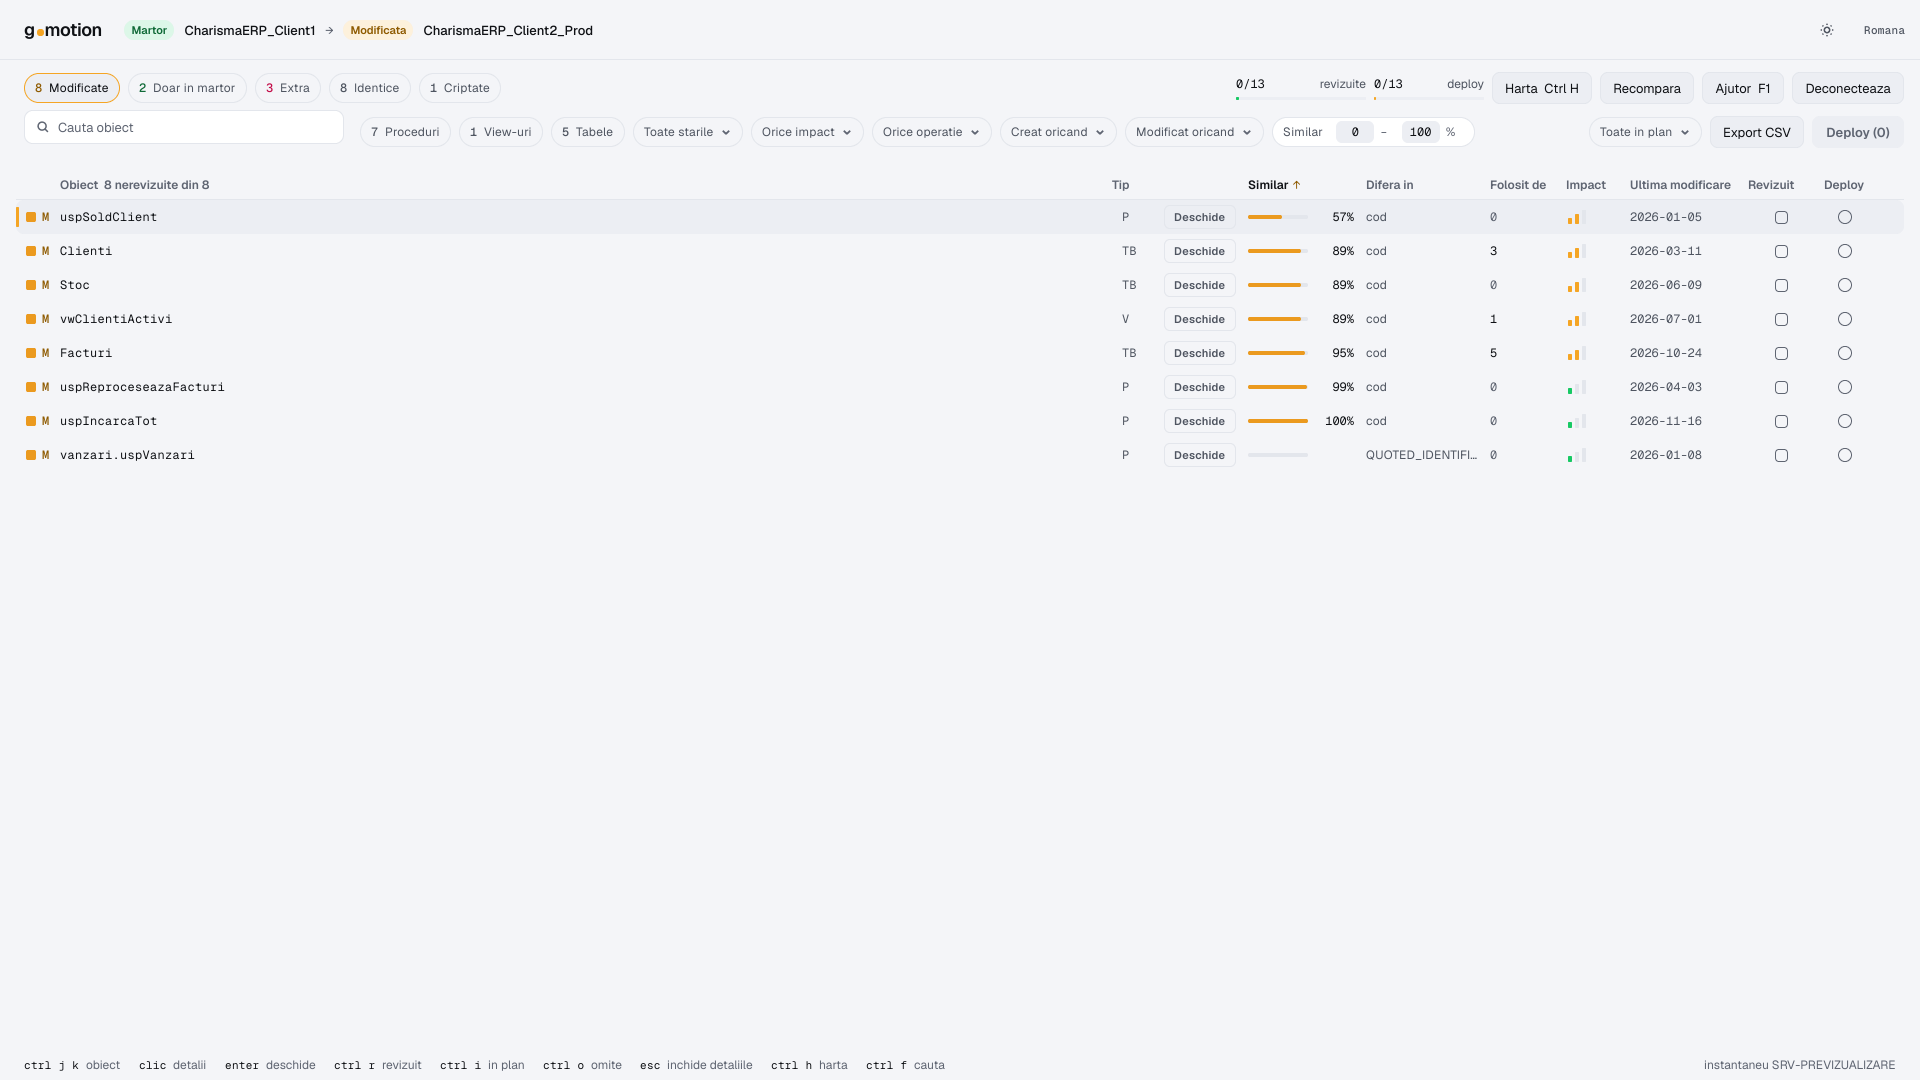 g motion Martor CharismaERP_Client1 → Modificata CharismaERP_Client2_Prod Romana
8 Modificate 2 Doar in martor 3 Extra 8 Identice 1 Criptate 0/13 revizuite 0/13 deploy Harta Ctrl H Recompara Ajutor F1 Deconecteaza
Cauta obiect 7 Proceduri 1 View-uri 5 Tabele Toate starile Orice impact Orice operatie Creat oricand Modificat oricand Similar 0 – 100 % Toate in plan Export CSV Deploy (0)
Obiect 8 nerevizuite din 8 Tip Similar ↑ Difera in Folosit de Impact Ultima modificare Revizuit Deploy
M uspSoldClient P Deschide 57% cod 0 2026-01-05
M Clienti TB Deschide 89% cod 3 2026-03-11
M Stoc TB Deschide 89% cod 0 2026-06-09
M vwClientiActivi V Deschide 89% cod 1 2026-07-01
M Facturi TB Deschide 95% cod 5 2026-10-24
M uspReproceseazaFacturi P Deschide 99% cod 0 2026-04-03
M uspIncarcaTot P Deschide 100% cod 0 2026-11-16
M vanzari.uspVanzari P Deschide QUOTED_IDENTIFI… 0 2026-01-08
ctrl j k obiect clic detalii enter deschide ctrl r revizuit ctrl i in plan ctrl o omite esc inchide detaliile ctrl h harta ctrl f cauta instantaneu SRV-PREVIZUALIZARE